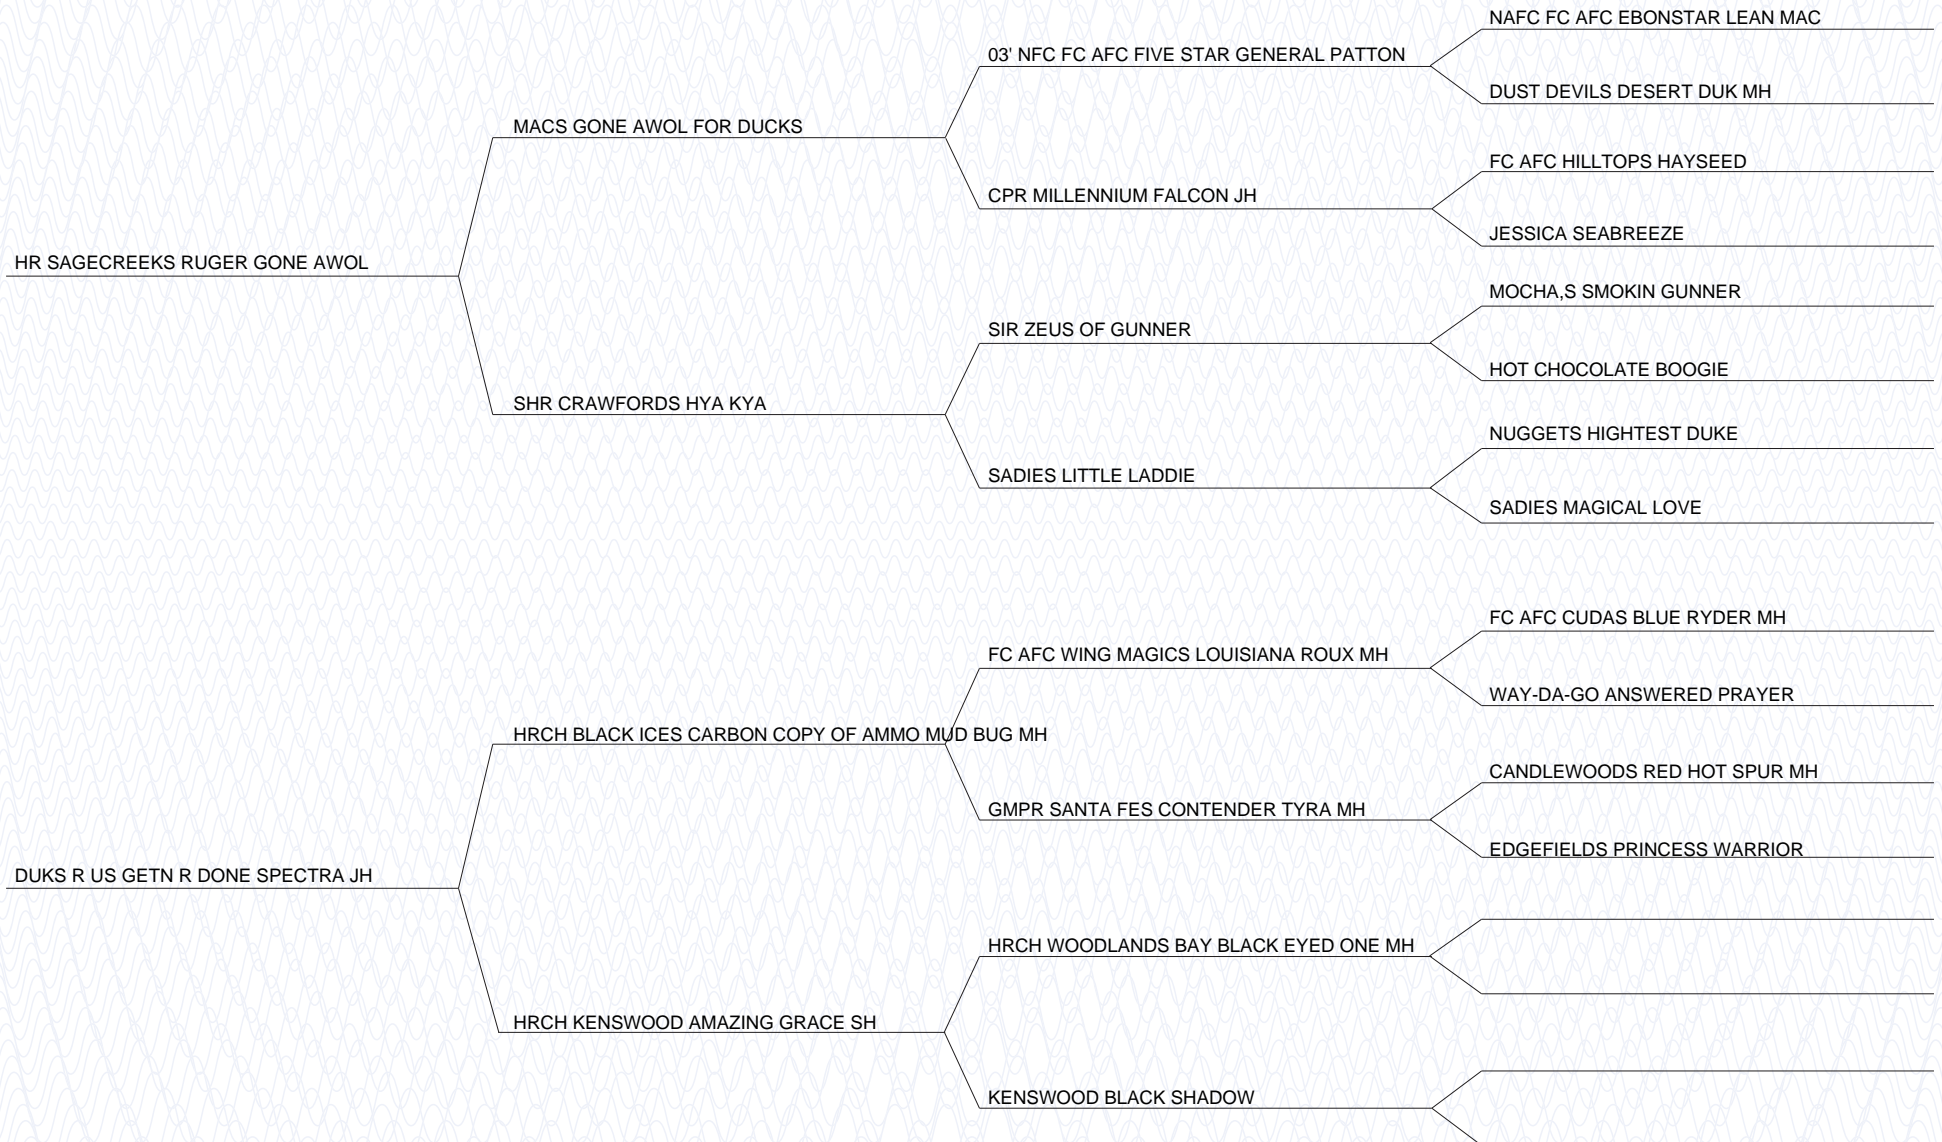 NAFC FC AFC EBONSTAR LEAN MAC
03' NFC FC AFC FIVE STAR GENERAL PATTON
DUST DEVILS DESERT DUK MH
MACS GONE AWOL FOR DUCKS
FC AFC HILLTOPS HAYSEED
CPR MILLENNIUM FALCON JH
JESSICA SEABREEZE
HR SAGECREEKS RUGER GONE AWOL
MOCHA,S SMOKIN GUNNER
SIR ZEUS OF GUNNER
HOT CHOCOLATE BOOGIE
SHR CRAWFORDS HYA KYA
NUGGETS HIGHTEST DUKE
SADIES LITTLE LADDIE
SADIES MAGICAL LOVE
FC AFC CUDAS BLUE RYDER MH
FC AFC WING MAGICS LOUISIANA ROUX MH
WAY-DA-GO ANSWERED PRAYER
HRCH BLACK ICES CARBON COPY OF AMMO MUD BUG MH
CANDLEWOODS RED HOT SPUR MH
GMPR SANTA FES CONTENDER TYRA MH
EDGEFIELDS PRINCESS WARRIOR
DUKS R US GETN R DONE SPECTRA JH
HRCH WOODLANDS BAY BLACK EYED ONE MH
HRCH KENSWOOD AMAZING GRACE SH
KENSWOOD BLACK SHADOW